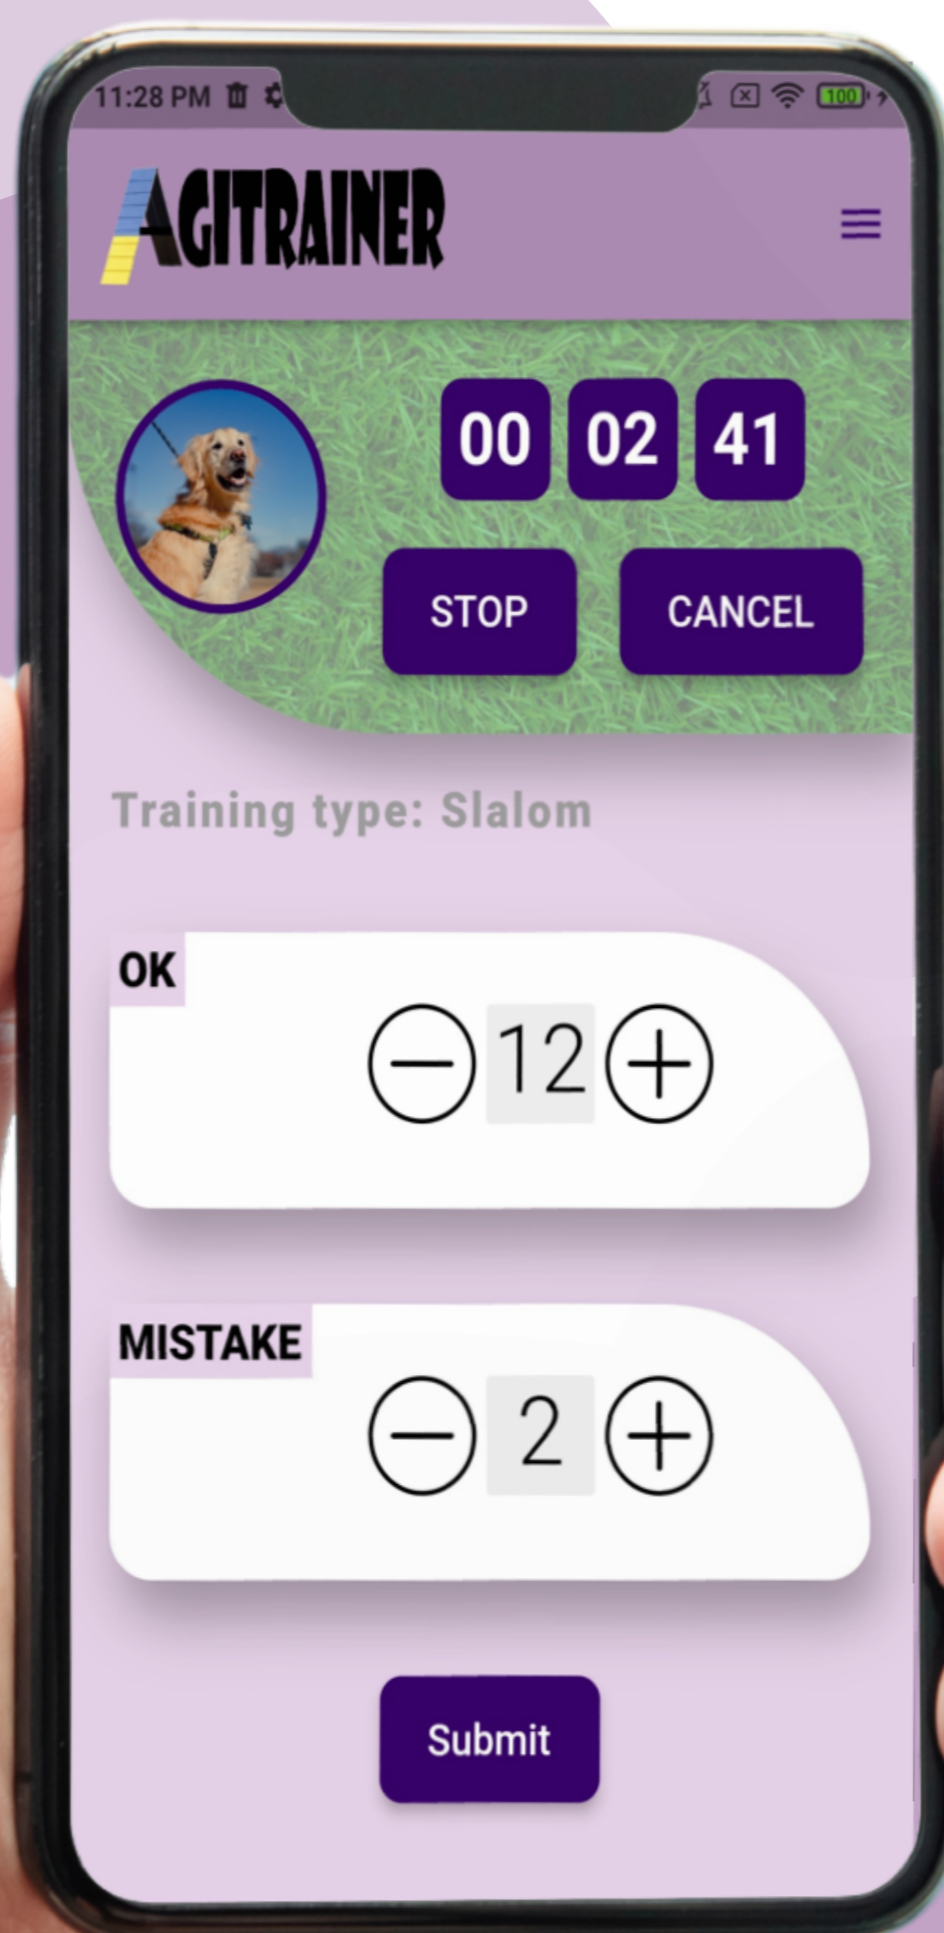 11:28 PM 100
AGITRAINER
00 02 41
STOP CANCEL
Training type: Slalom
OK
12
MISTAKE
2
Submit